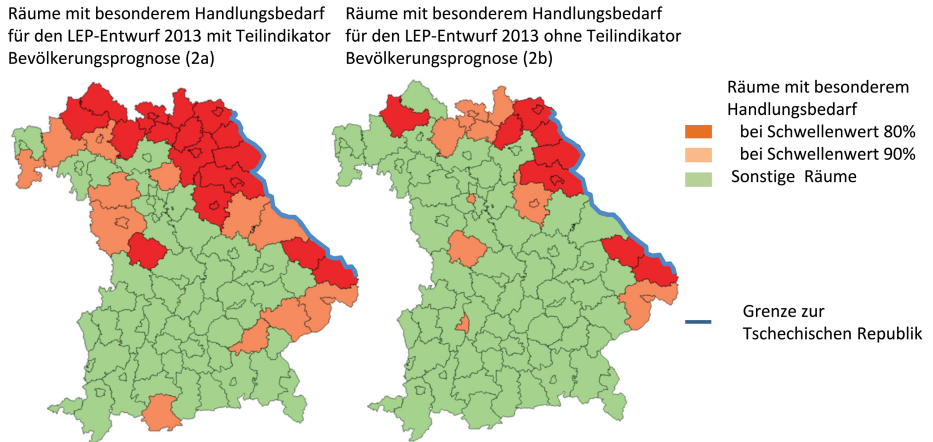 Räume mit besonderem Handlungsbedarf
für den LEP-Entwurf 2013 mit Teilindikator
Bevölkerungsprognose (2a)
Räume mit besonderem Handlungsbedarf
für den LEP-Entwurf 2013 ohne Teilindikator
Bevölkerungsprognose (2b)
Räume mit besonderem
Handlungsbedarf
bei Schwellenwert 80%
bei Schwellenwert 90%
Sonstige Räume
Grenze zur
Tschechischen Republik